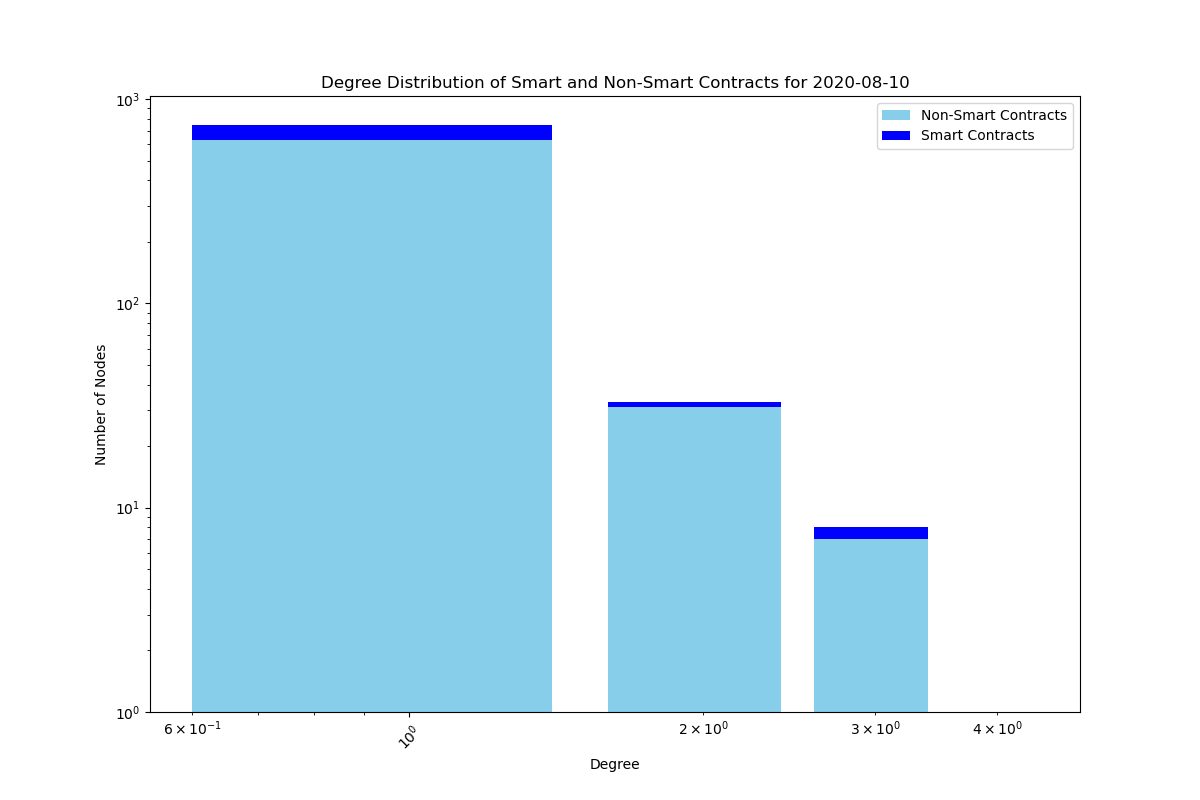 Degree Distribution of Smart and Non-Smart Contracts for 2020-08-10
Non-Smart Contracts
Smart Contracts
Number of Nodes
10³
10²
10¹
10⁰
6 × 10⁻¹
10⁰
2 × 10⁰
3 × 10⁰
4 × 10⁰
Degree